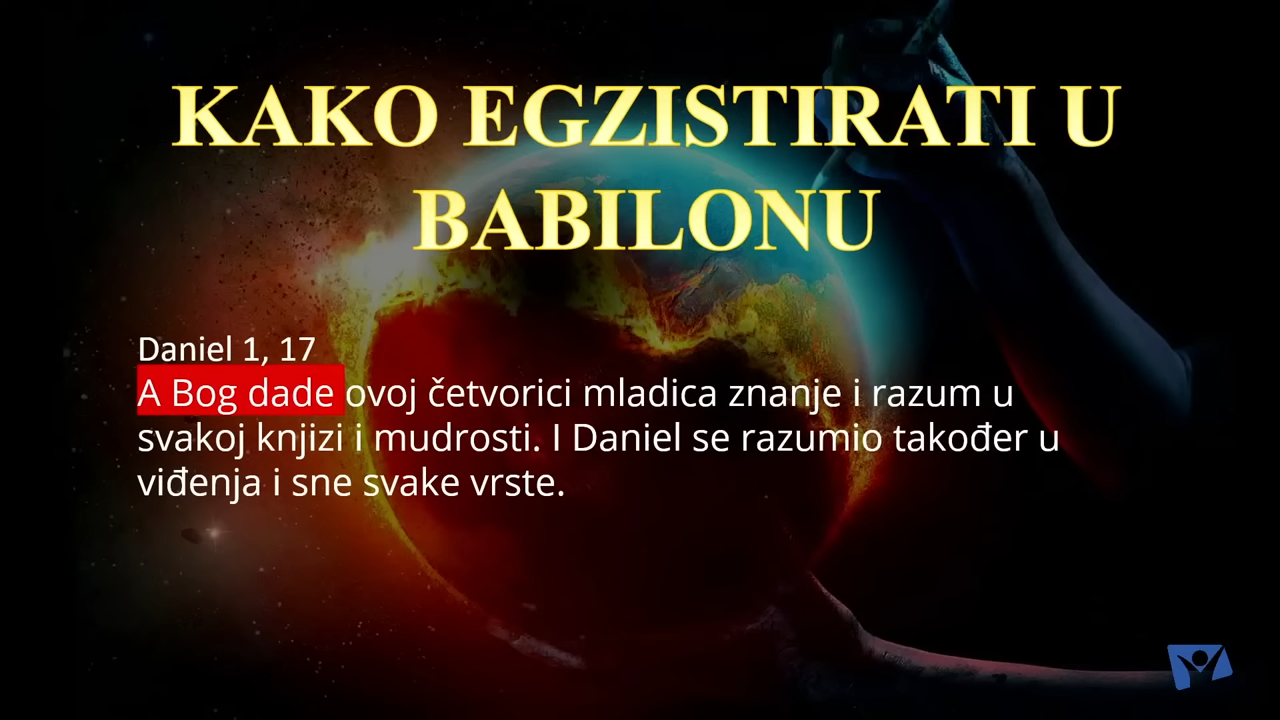 KAKO EGZISTIRATI U
BABILONU
Daniel 1, 17
A Bog dade ovoj četvorici mladica znanje i razum u
svakoj knjizi i mudrosti. I Daniel se razumio također u
viđenja i sne svake vrste.